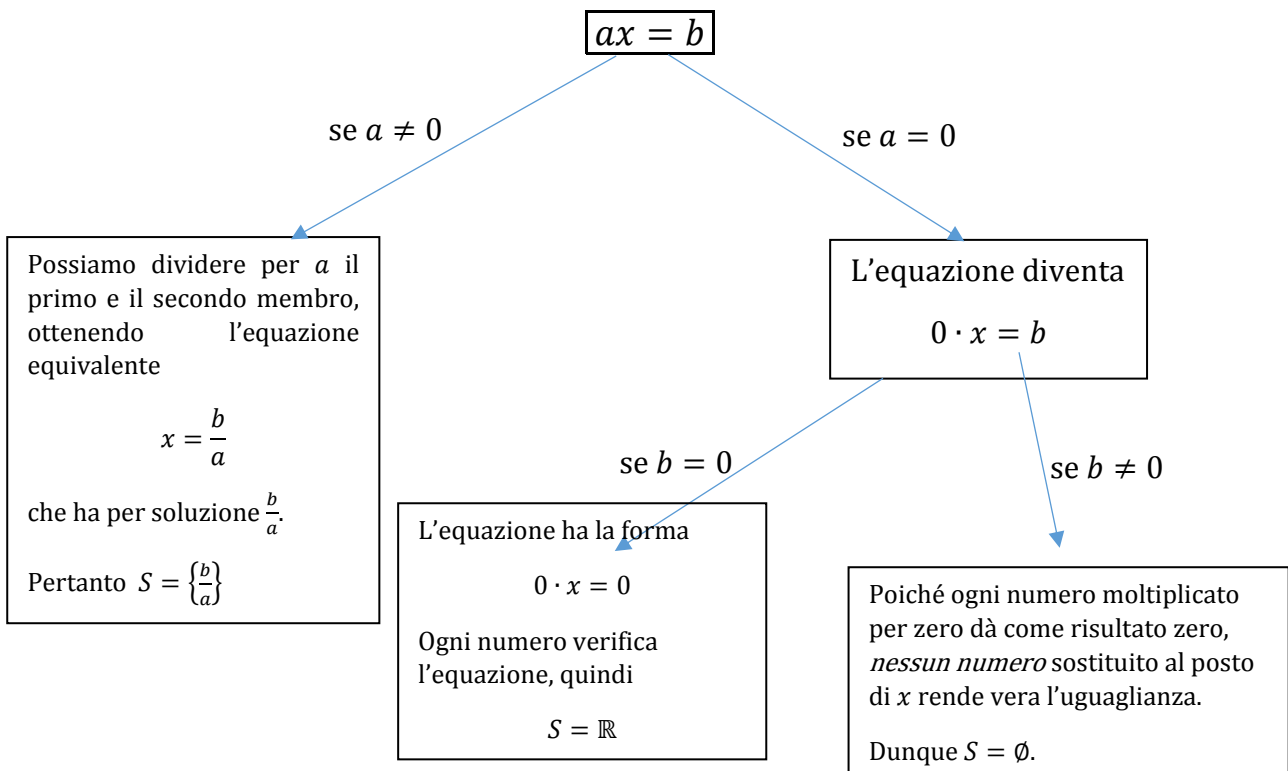 𝑎𝑥 = 𝑏
se 𝑎 ≠ 0
se 𝑎 = 0
Possiamo dividere per 𝑎 il
primo e il secondo membro,
ottenendo l’equazione
equivalente
𝑥 = 𝑏/𝑎
che ha per soluzione 𝑏/𝑎.
Pertanto 𝑆 = {𝑏/𝑎}
L’equazione diventa
0 ∙ 𝑥 = 𝑏
se 𝑏 = 0
se 𝑏 ≠ 0
L’equazione ha la forma
0 ∙ 𝑥 = 0
Ogni numero verifica
l’equazione, quindi
𝑆 = ℝ
Poiché ogni numero moltiplicato
per zero dà come risultato zero,
nessun numero sostituito al posto
di 𝑥 rende vera l’uguaglianza.
Dunque 𝑆 = ∅.